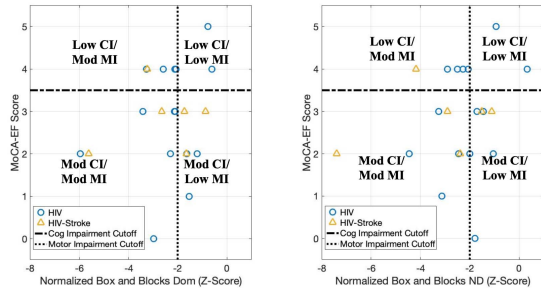 5
4
3
2
1
0
MoCA-EF Score
Low CI/
Mod MI
Low CI/
Low MI
Mod CI/
Mod MI
Mod CI/
Low MI
HIV
HIV-Stroke
Cog Impairment Cutoff
Motor Impairment Cutoff
-8
-6
-4
-2
0
Normalized Box and Blocks Dom (Z-Score)
5
4
3
2
1
0
MoCA-EF Score
Low CI/
Mod MI
Low CI/
Low MI
Mod CI/
Mod MI
Mod CI/
Low MI
HIV
HIV-Stroke
Cog Impairment Cutoff
Motor Impairment Cutoff
-8
-6
-4
-2
0
Normalized Box and Blocks ND (Z-Score)